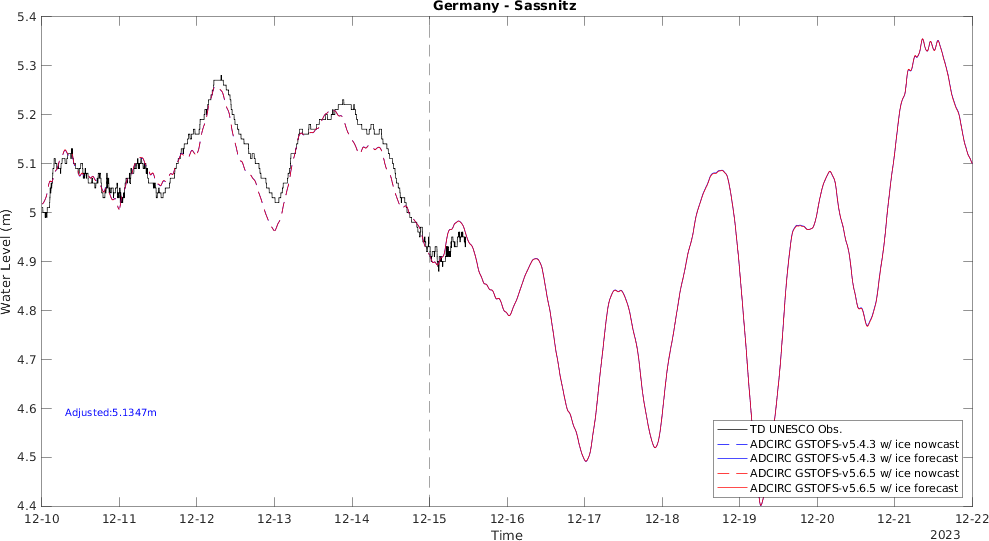 Germany - Sassnitz
5.4
5.3
5.2
5.1
5
4.9
4.8
4.7
4.6
4.5
4.4
Water Level (m)
Adjusted:5.1347m
TD UNESCO Obs.
ADCIRC GSTOFS-v5.4.3 w/ ice nowcast
ADCIRC GSTOFS-v5.4.3 w/ ice forecast
ADCIRC GSTOFS-v5.6.5 w/ ice nowcast
ADCIRC GSTOFS-v5.6.5 w/ ice forecast
12-10 12-11 12-12 12-13 12-14 12-15 12-16 12-17 12-18 12-19 12-20 12-21 12-22
Time
2023